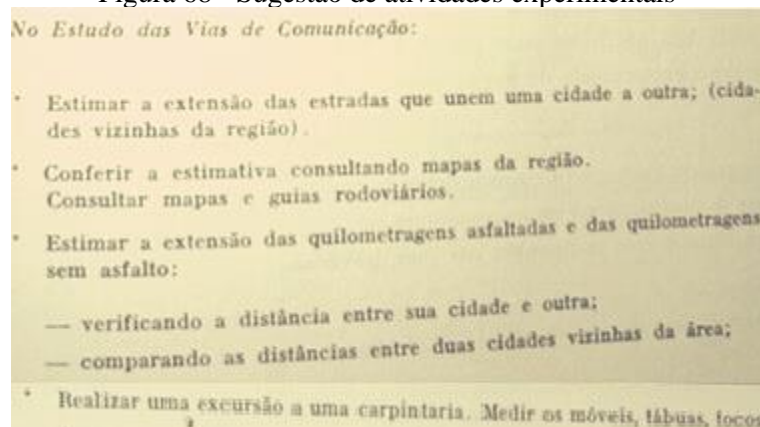 Figura 68 - Sugestão de atividades experimentais
No Estudo das Vias de Comunicação:
* Estimar a extensão das estradas que unem uma cidade a outra; (cida-
des vizinhas da região).
* Conferir a estimativa consultando mapas da região.
Consultar mapas e guias rodoviários.
* Estimar a extensão das quilometragens asfaltadas e das quilometragens
sem asfalto:
— verificando a distância entre sua cidade e outra;
— comparando as distâncias entre duas cidades vizinhas da área;
* Realizar uma excursão a uma carpintaria. Medir os móveis, tábuas,